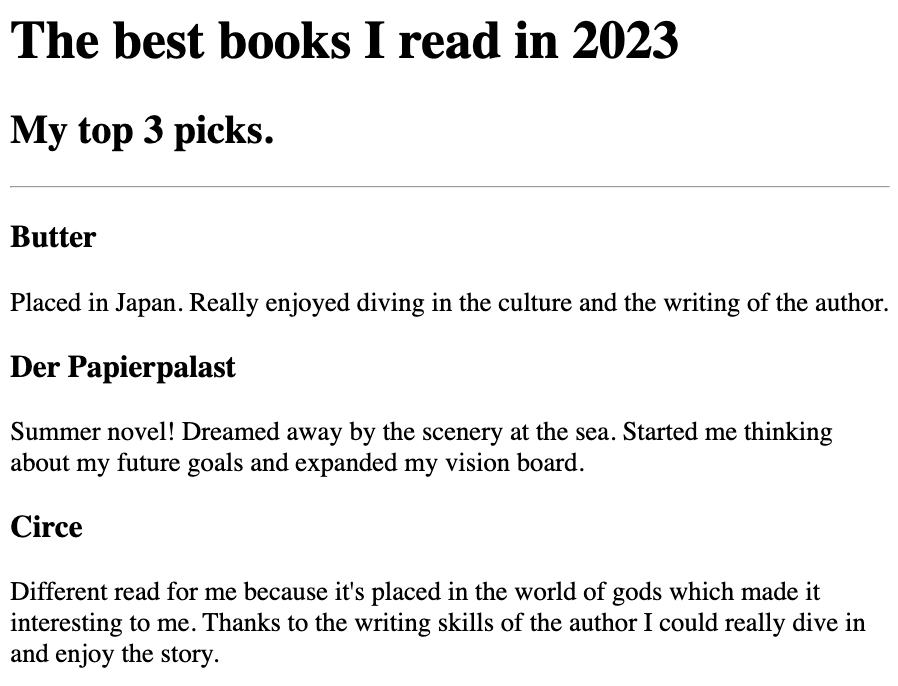 The best books I read in 2023
My top 3 picks.
Butter
Placed in Japan. Really enjoyed diving in the culture and the writing of the author.
Der Papierpalast
Summer novel! Dreamed away by the scenery at the sea. Started me thinking
about my future goals and expanded my vision board.
Circe
Different read for me because it's placed in the world of gods which made it
interesting to me. Thanks to the writing skills of the author I could really dive in
and enjoy the story.